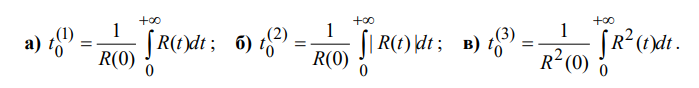 а) $t_0^{(1)} = \frac{1}{R(0)} \int_0^{+\infty} R(t)dt$ ; б) $t_0^{(2)} = \frac{1}{R(0)} \int_0^{+\infty} | R(t) | dt$ ; в) $t_0^{(3)} = \frac{1}{R^2(0)} \int_0^{+\infty} R^2(t)dt$ .